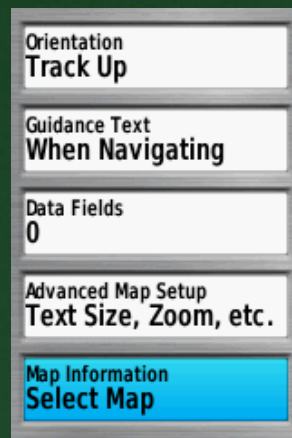 Orientation
Track Up
Guidance Text
When Navigating
Data Fields
0
Advanced Map Setup
Text Size, Zoom, etc.
Map Information
Select Map